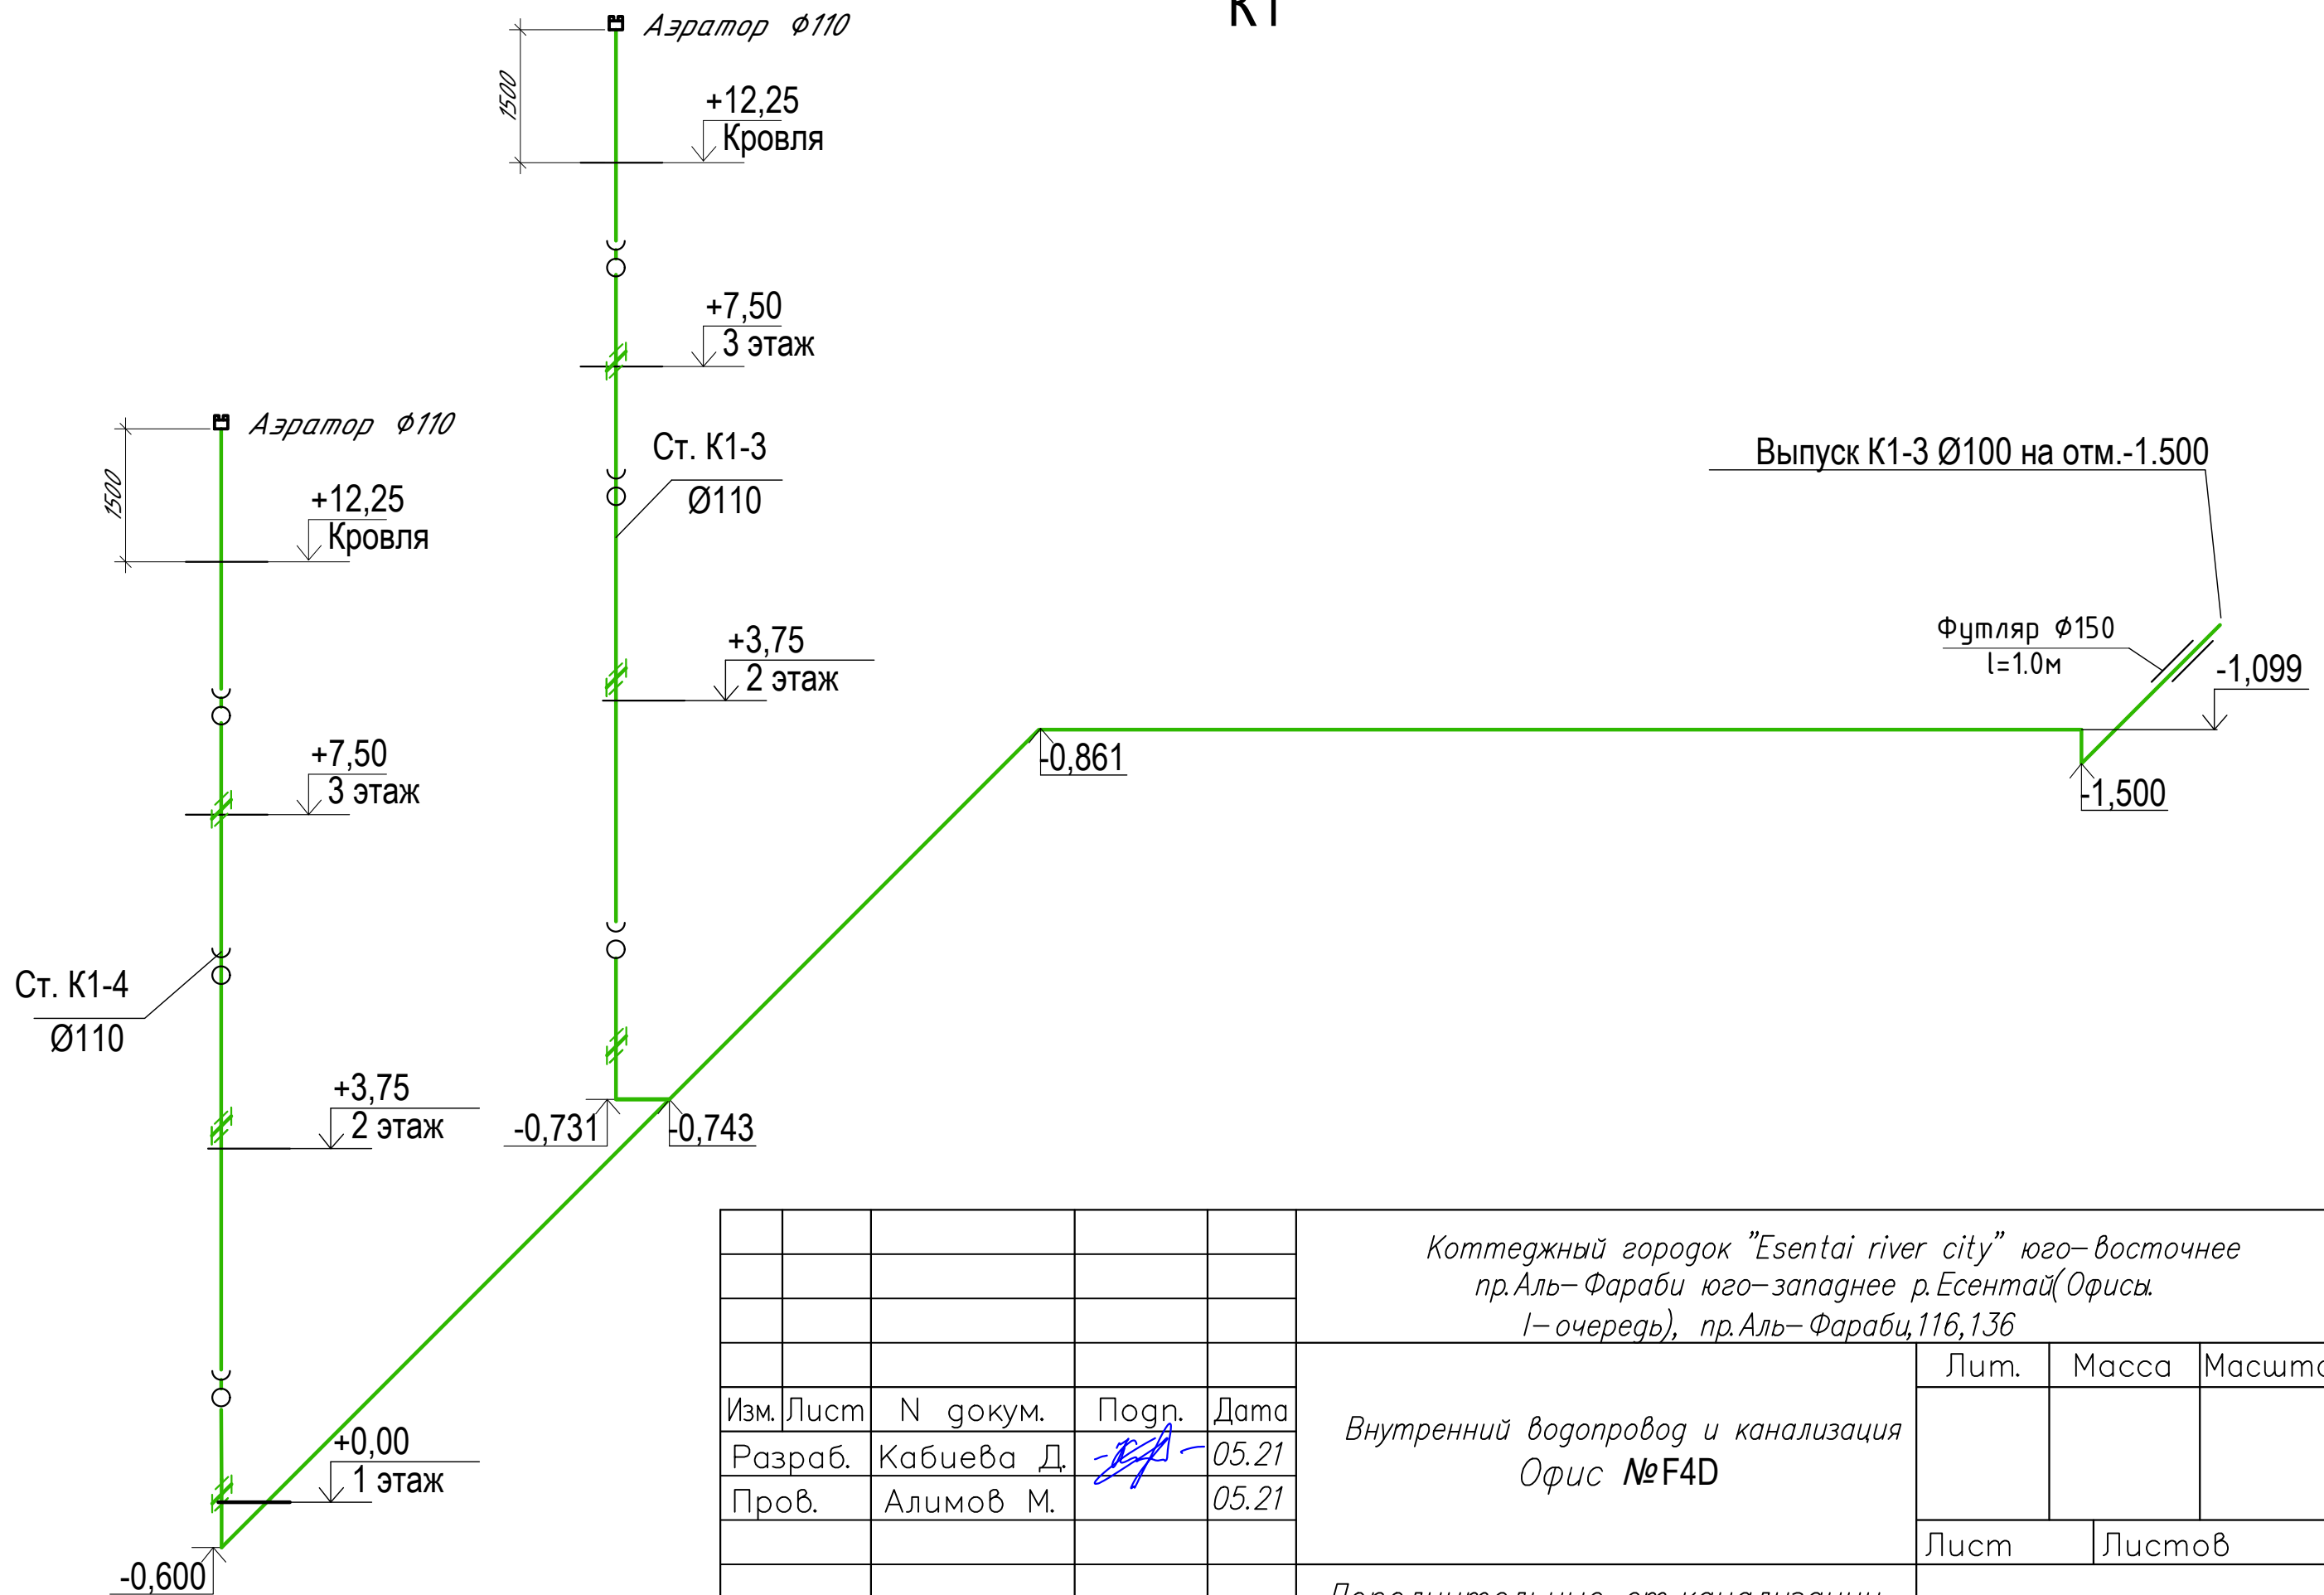 К1
Аэратор ф110
1500
+12,25
Кровля
+7,50
3 этаж
Ст. К1-3
Ø110
+3,75
2 этаж
-0,731
-0,743
Аэратор ф110
1500
+12,25
Кровля
+7,50
3 этаж
Ст. К1-4
Ø110
+3,75
2 этаж
+0,00
1 этаж
-0,600
-0,861
Выпуск К1-3 Ø100 на отм.-1.500
Футляр ф150
l=1.0м
-1,099
-1,500
Коттеджный городок "Esentai river city" юго-восточнее
пр.Аль-Фараби юго-западнее р.Есентай(Офисы.
I-очередь), пр.Аль-Фараби,116,136
Лит. Масса Масшта
Изм. Лист N докум. Подп. Дата
Разраб. Кабиева Д. 05.21
Пров. Алимов М. 05.21
Внутренний водопровод и канализация
Офис №F4D
Лист Листов